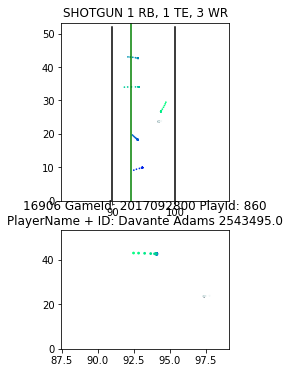 SHOTGUN 1 RB, 1 TE, 3 WR
50
40
30
20
10
0
90 100
16906 GameId: 2017092800 PlayId: 860
PlayerName + ID: Davante Adams 2543495.0
40
20
0
87.5 90.0 92.5 95.0 97.5